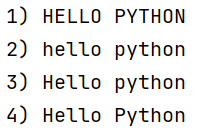 1) HELLO PYTHON
2) hello python
3) Hello python
4) Hello Python